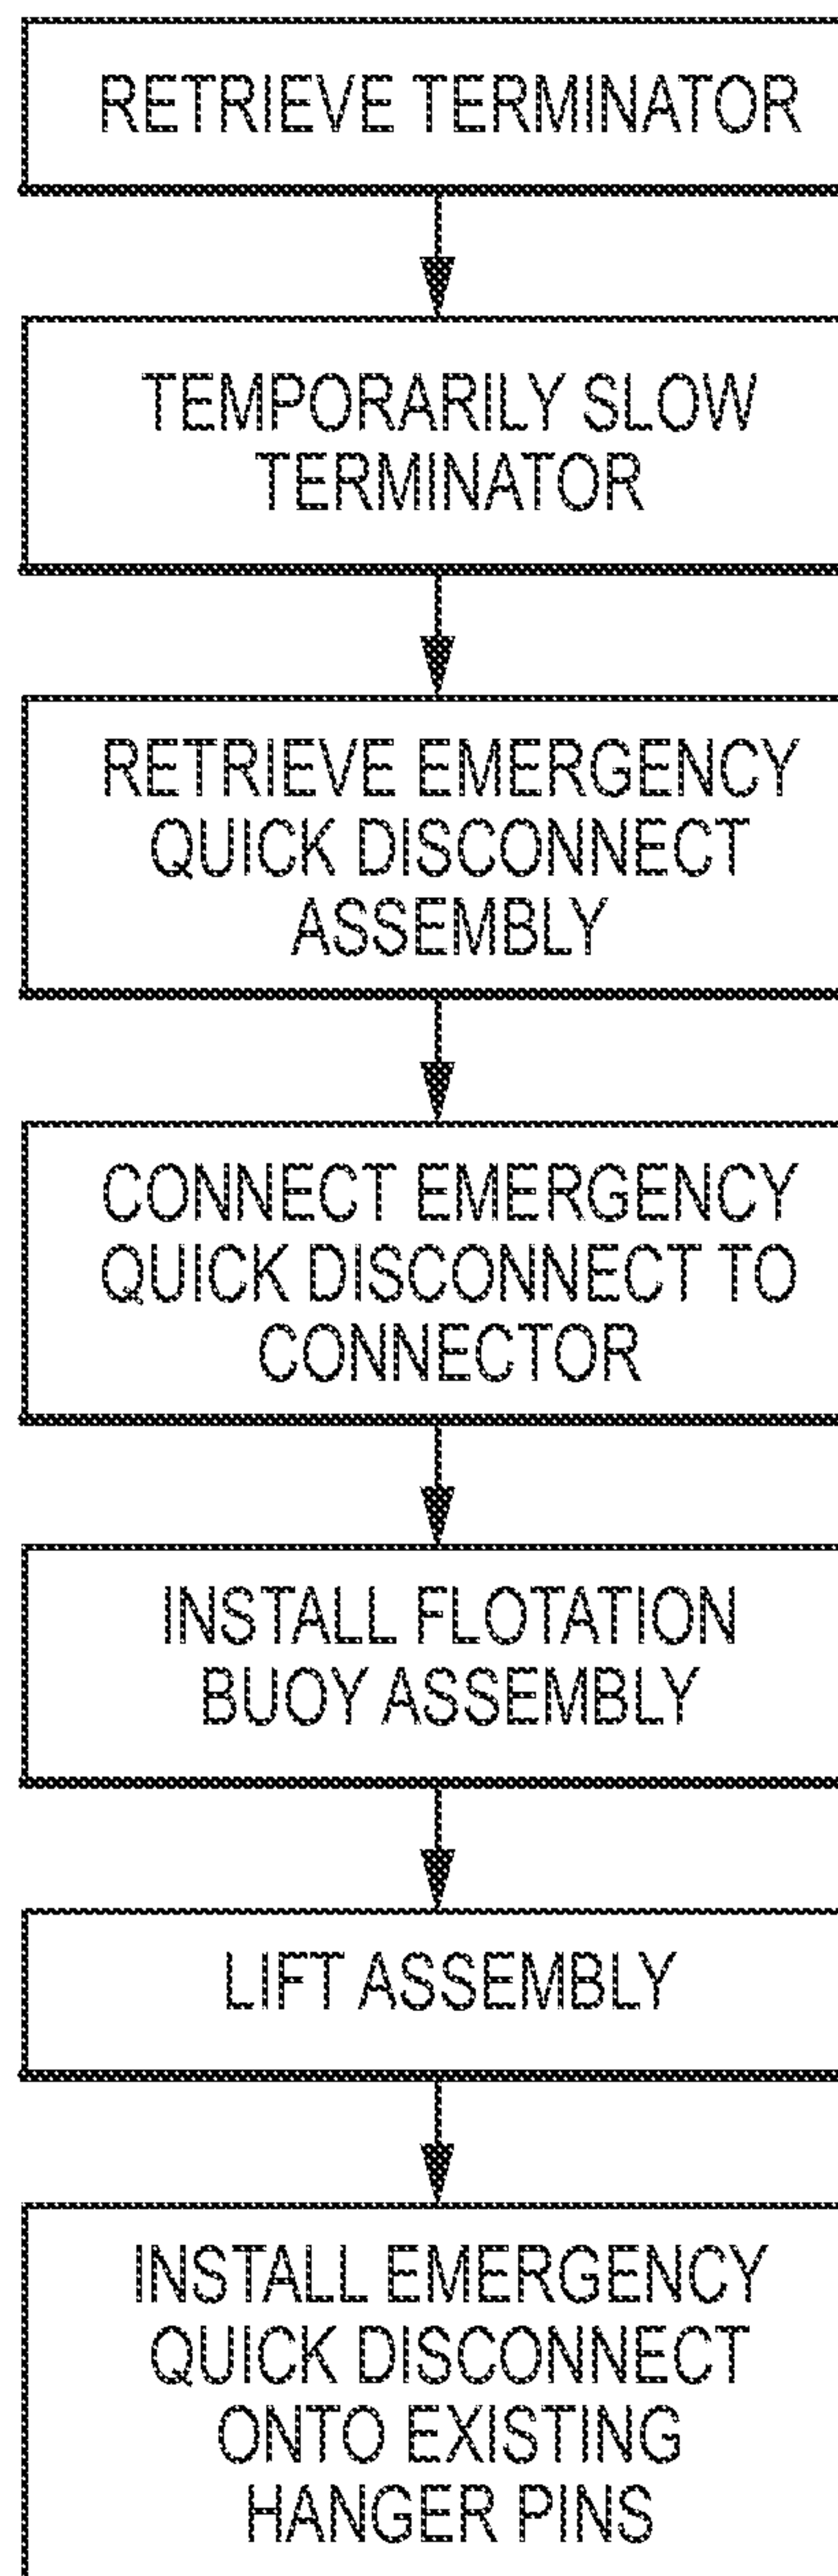 RETRIEVE TERMINATOR
TEMPORARILY SLOW
TERMINATOR
RETRIEVE EMERGENCY
QUICK DISCONNECT
ASSEMBLY
CONNECT EMERGENCY
QUICK DISCONNECT TO
CONNECTOR
INSTALL FLOTATION
BUOY ASSEMBLY
LIFT ASSEMBLY
INSTALL EMERGENCY
QUICK DISCONNECT
ONTO EXISTING
HANGER PINS